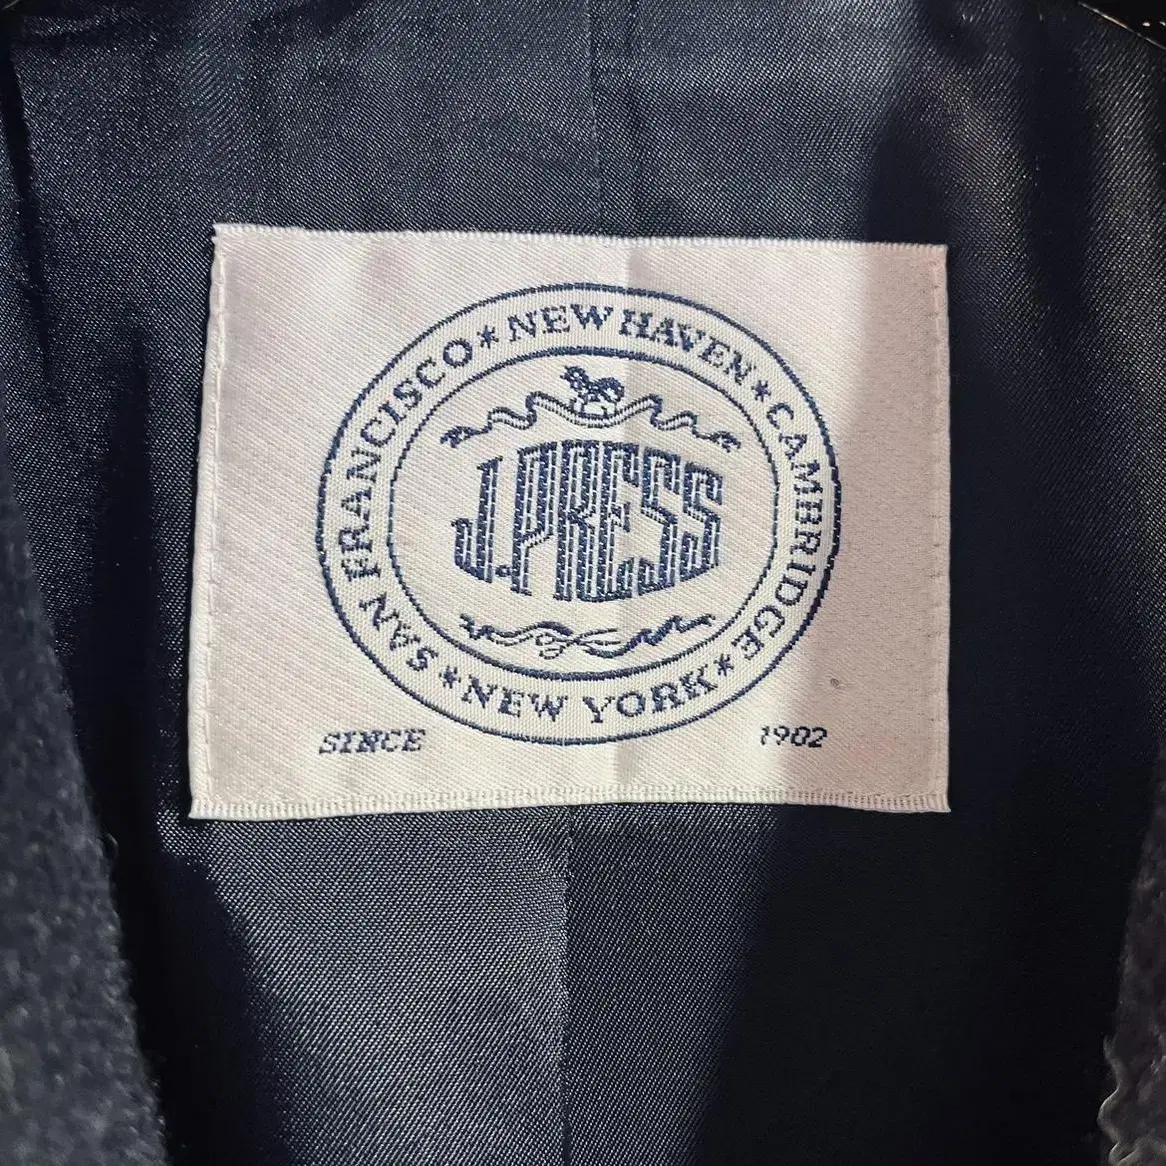 SAN FRANCISCO * NEW HAVEN * CAMBRIDGE * NEW YORK *
J.PRESS
SINCE 1902